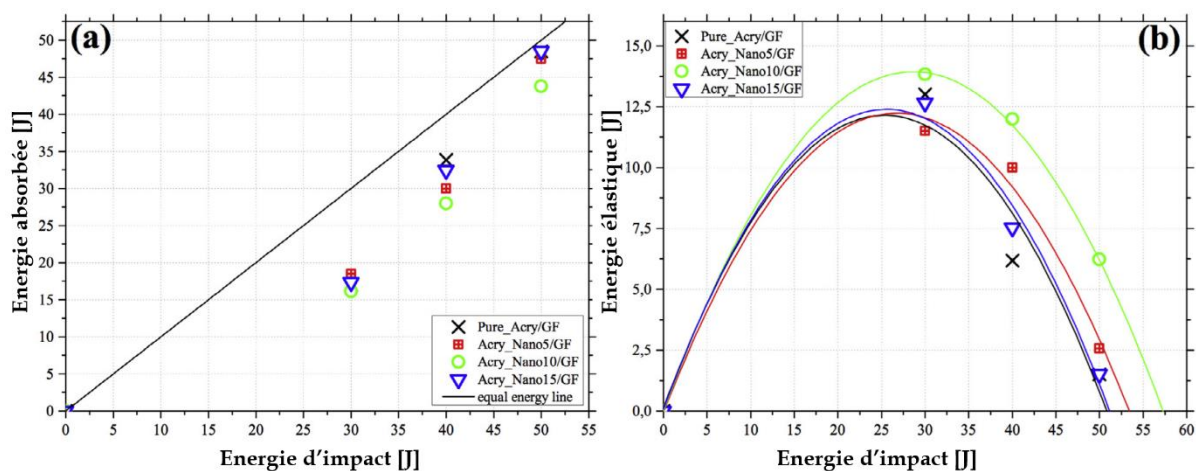 (a)
Energie absorbée [J]
50
45
40
35
30
25
20
15
10
5
0
Pure_Acry/GF
Acry_Nano5/GF
Acry_Nano10/GF
Acry_Nano15/GF
equal energy line
0 5 10 15 20 25 30 35 40 45 50 55
Energie d’impact [J]
(b)
Energie élastique [J]
15,0
12,5
10,0
7,5
5,0
2,5
0,0
Pure_Acry/GF
Acry_Nano5/GF
Acry_Nano10/GF
Acry_Nano15/GF
0 5 10 15 20 25 30 35 40 45 50 55 60
Energie d’impact [J]